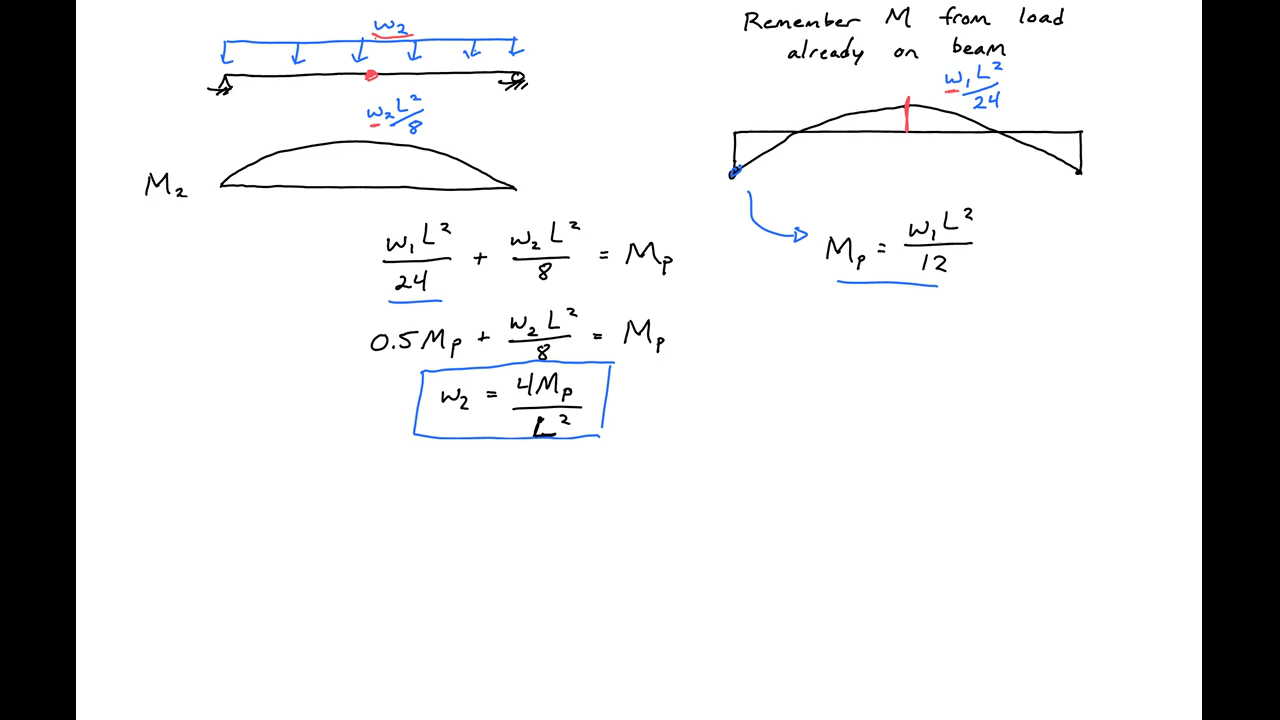 w₂
w₂L²/8
M₂
w₁L²/24 + w₂L²/8 = Mₚ
0.5Mₚ + w₂L²/8 = Mₚ
w₂ = 4Mₚ/L²
Remember M from load
already on beam
w₁L²/24
Mₚ = w₁L²/12